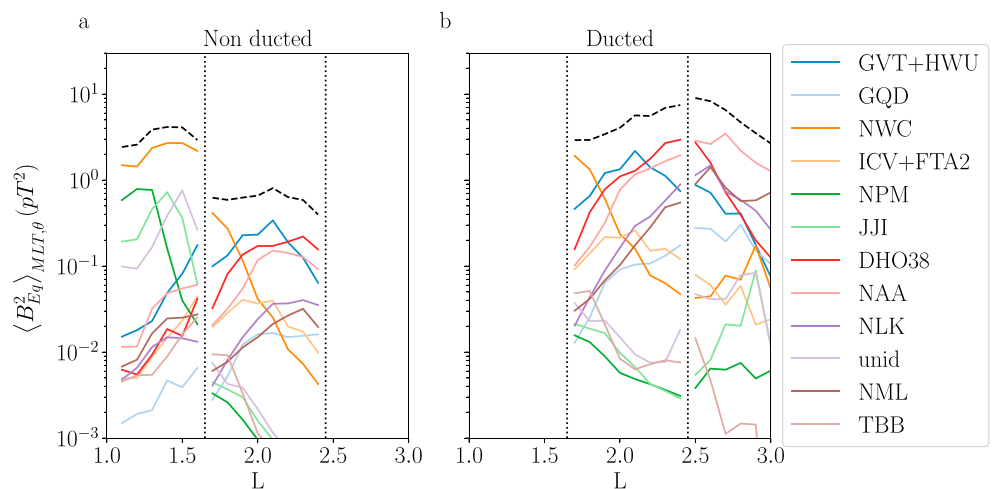 a
b
Non ducted
Ducted
⟨B²_Eq⟩_MLT,θ (pT²)
10¹
10⁰
10⁻¹
10⁻²
10⁻³
1.0 1.5 2.0 2.5 3.0
L
1.0 1.5 2.0 2.5 3.0
L
GVT+HWU
GQD
NWC
ICV+FTA2
NPM
JJI
DHO38
NAA
NLK
unid
NML
TBB